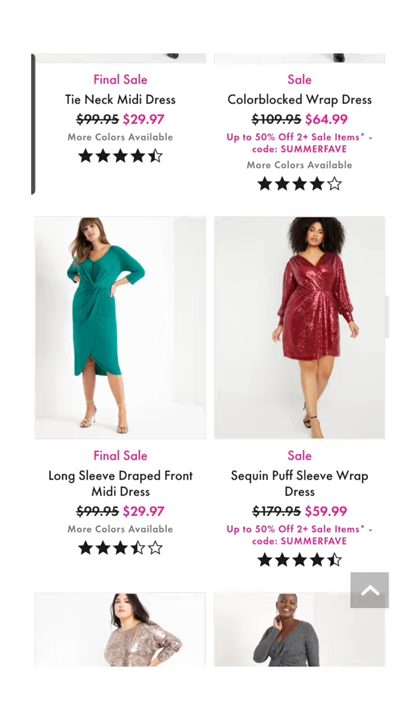 Final Sale
Tie Neck Midi Dress
$99.95 $29.97
More Colors Available
Sale
Colorblocked Wrap Dress
$109.95 $64.99
Up to 50% Off 2+ Sale Items* -
code: SUMMERFAVE
More Colors Available
Final Sale
Long Sleeve Draped Front
Midi Dress
$99.95 $29.97
More Colors Available
Sale
Sequin Puff Sleeve Wrap
Dress
$179.95 $59.99
Up to 50% Off 2+ Sale Items* -
code: SUMMERFAVE